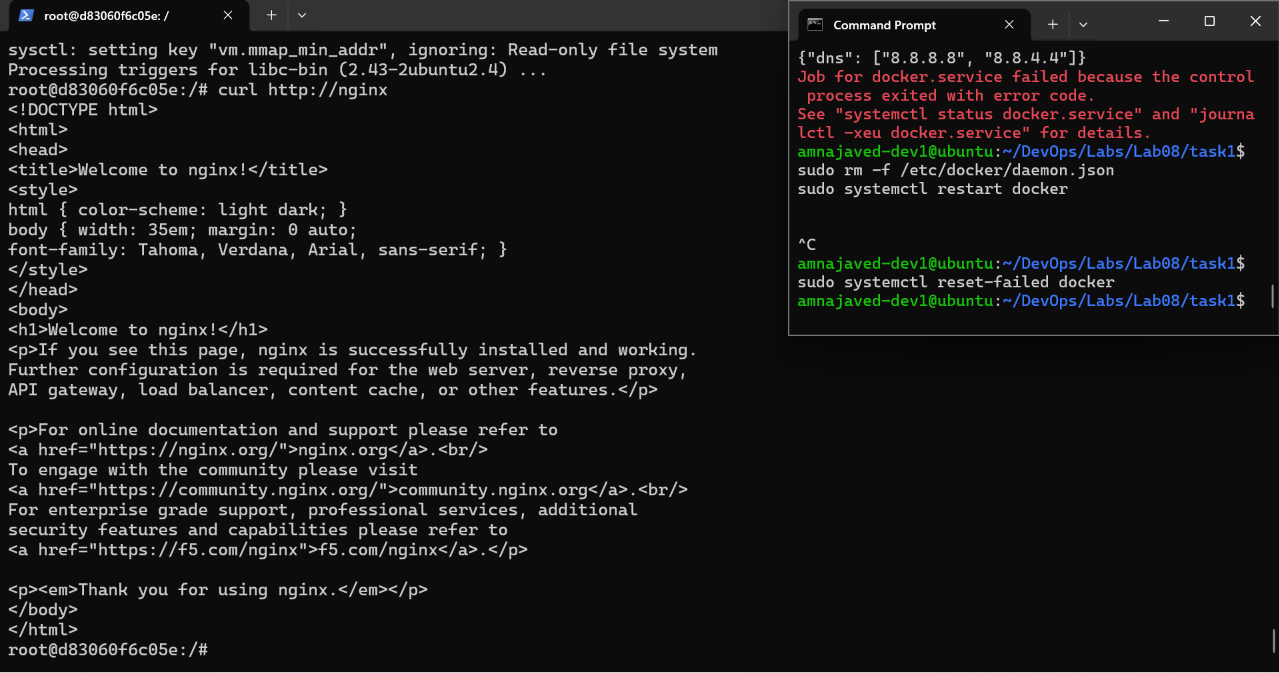 root@d83060f6c05e: /
sysctl: setting key "vm.mmap_min_addr", ignoring: Read-only file system
Processing triggers for libc-bin (2.43-2ubuntu2.4) ...
root@d83060f6c05e:/# curl http://nginx
<!DOCTYPE html>
<html>
<head>
<title>Welcome to nginx!</title>
<style>
html { color-scheme: light dark; }
body { width: 35em; margin: 0 auto;
font-family: Tahoma, Verdana, Arial, sans-serif; }
</style>
</head>
<body>
<h1>Welcome to nginx!</h1>
<p>If you see this page, nginx is successfully installed and working.
Further configuration is required for the web server, reverse proxy,
API gateway, load balancer, content cache, or other features.</p>

<p>For online documentation and support please refer to
<a href="https://nginx.org/">nginx.org</a>.<br/>
To engage with the community please visit
<a href="https://community.nginx.org/">community.nginx.org</a>.<br/>
For enterprise grade support, professional services, additional
security features and capabilities please refer to
<a href="https://f5.com/nginx">f5.com/nginx</a>.</p>

<p><em>Thank you for using nginx.</em></p>
</body>
</html>
root@d83060f6c05e:/#
Command Prompt
{"dns": ["8.8.8.8", "8.8.4.4"]}
Job for docker.service failed because the control
process exited with error code.
See "systemctl status docker.service" and "journa
lctl -xeu docker.service" for details.
amnajaved-dev1@ubuntu:~/DevOps/Labs/Lab08/task1$
sudo rm -f /etc/docker/daemon.json
sudo systemctl restart docker

^C
amnajaved-dev1@ubuntu:~/DevOps/Labs/Lab08/task1$
sudo systemctl reset-failed docker
amnajaved-dev1@ubuntu:~/DevOps/Labs/Lab08/task1$